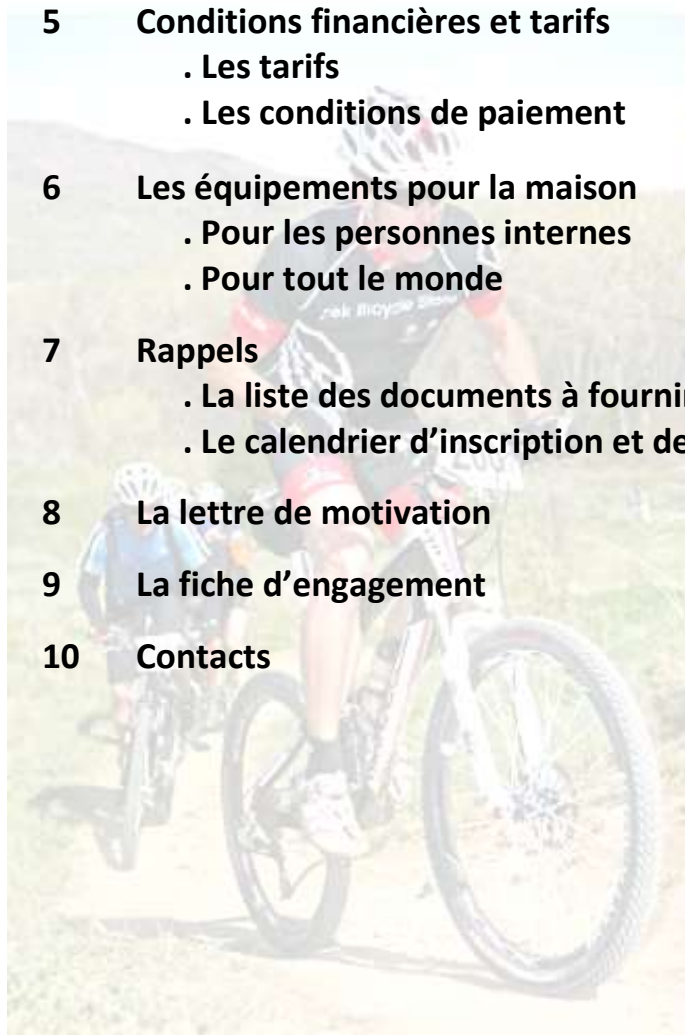 5 Conditions financières et tarifs
. Les tarifs
. Les conditions de paiement
6 Les équipements pour la maison
. Pour les personnes internes
. Pour tout le monde
7 Rappels
. La liste des documents à fournir
. Le calendrier d’inscription et de
8 La lettre de motivation
9 La fiche d’engagement
10 Contacts